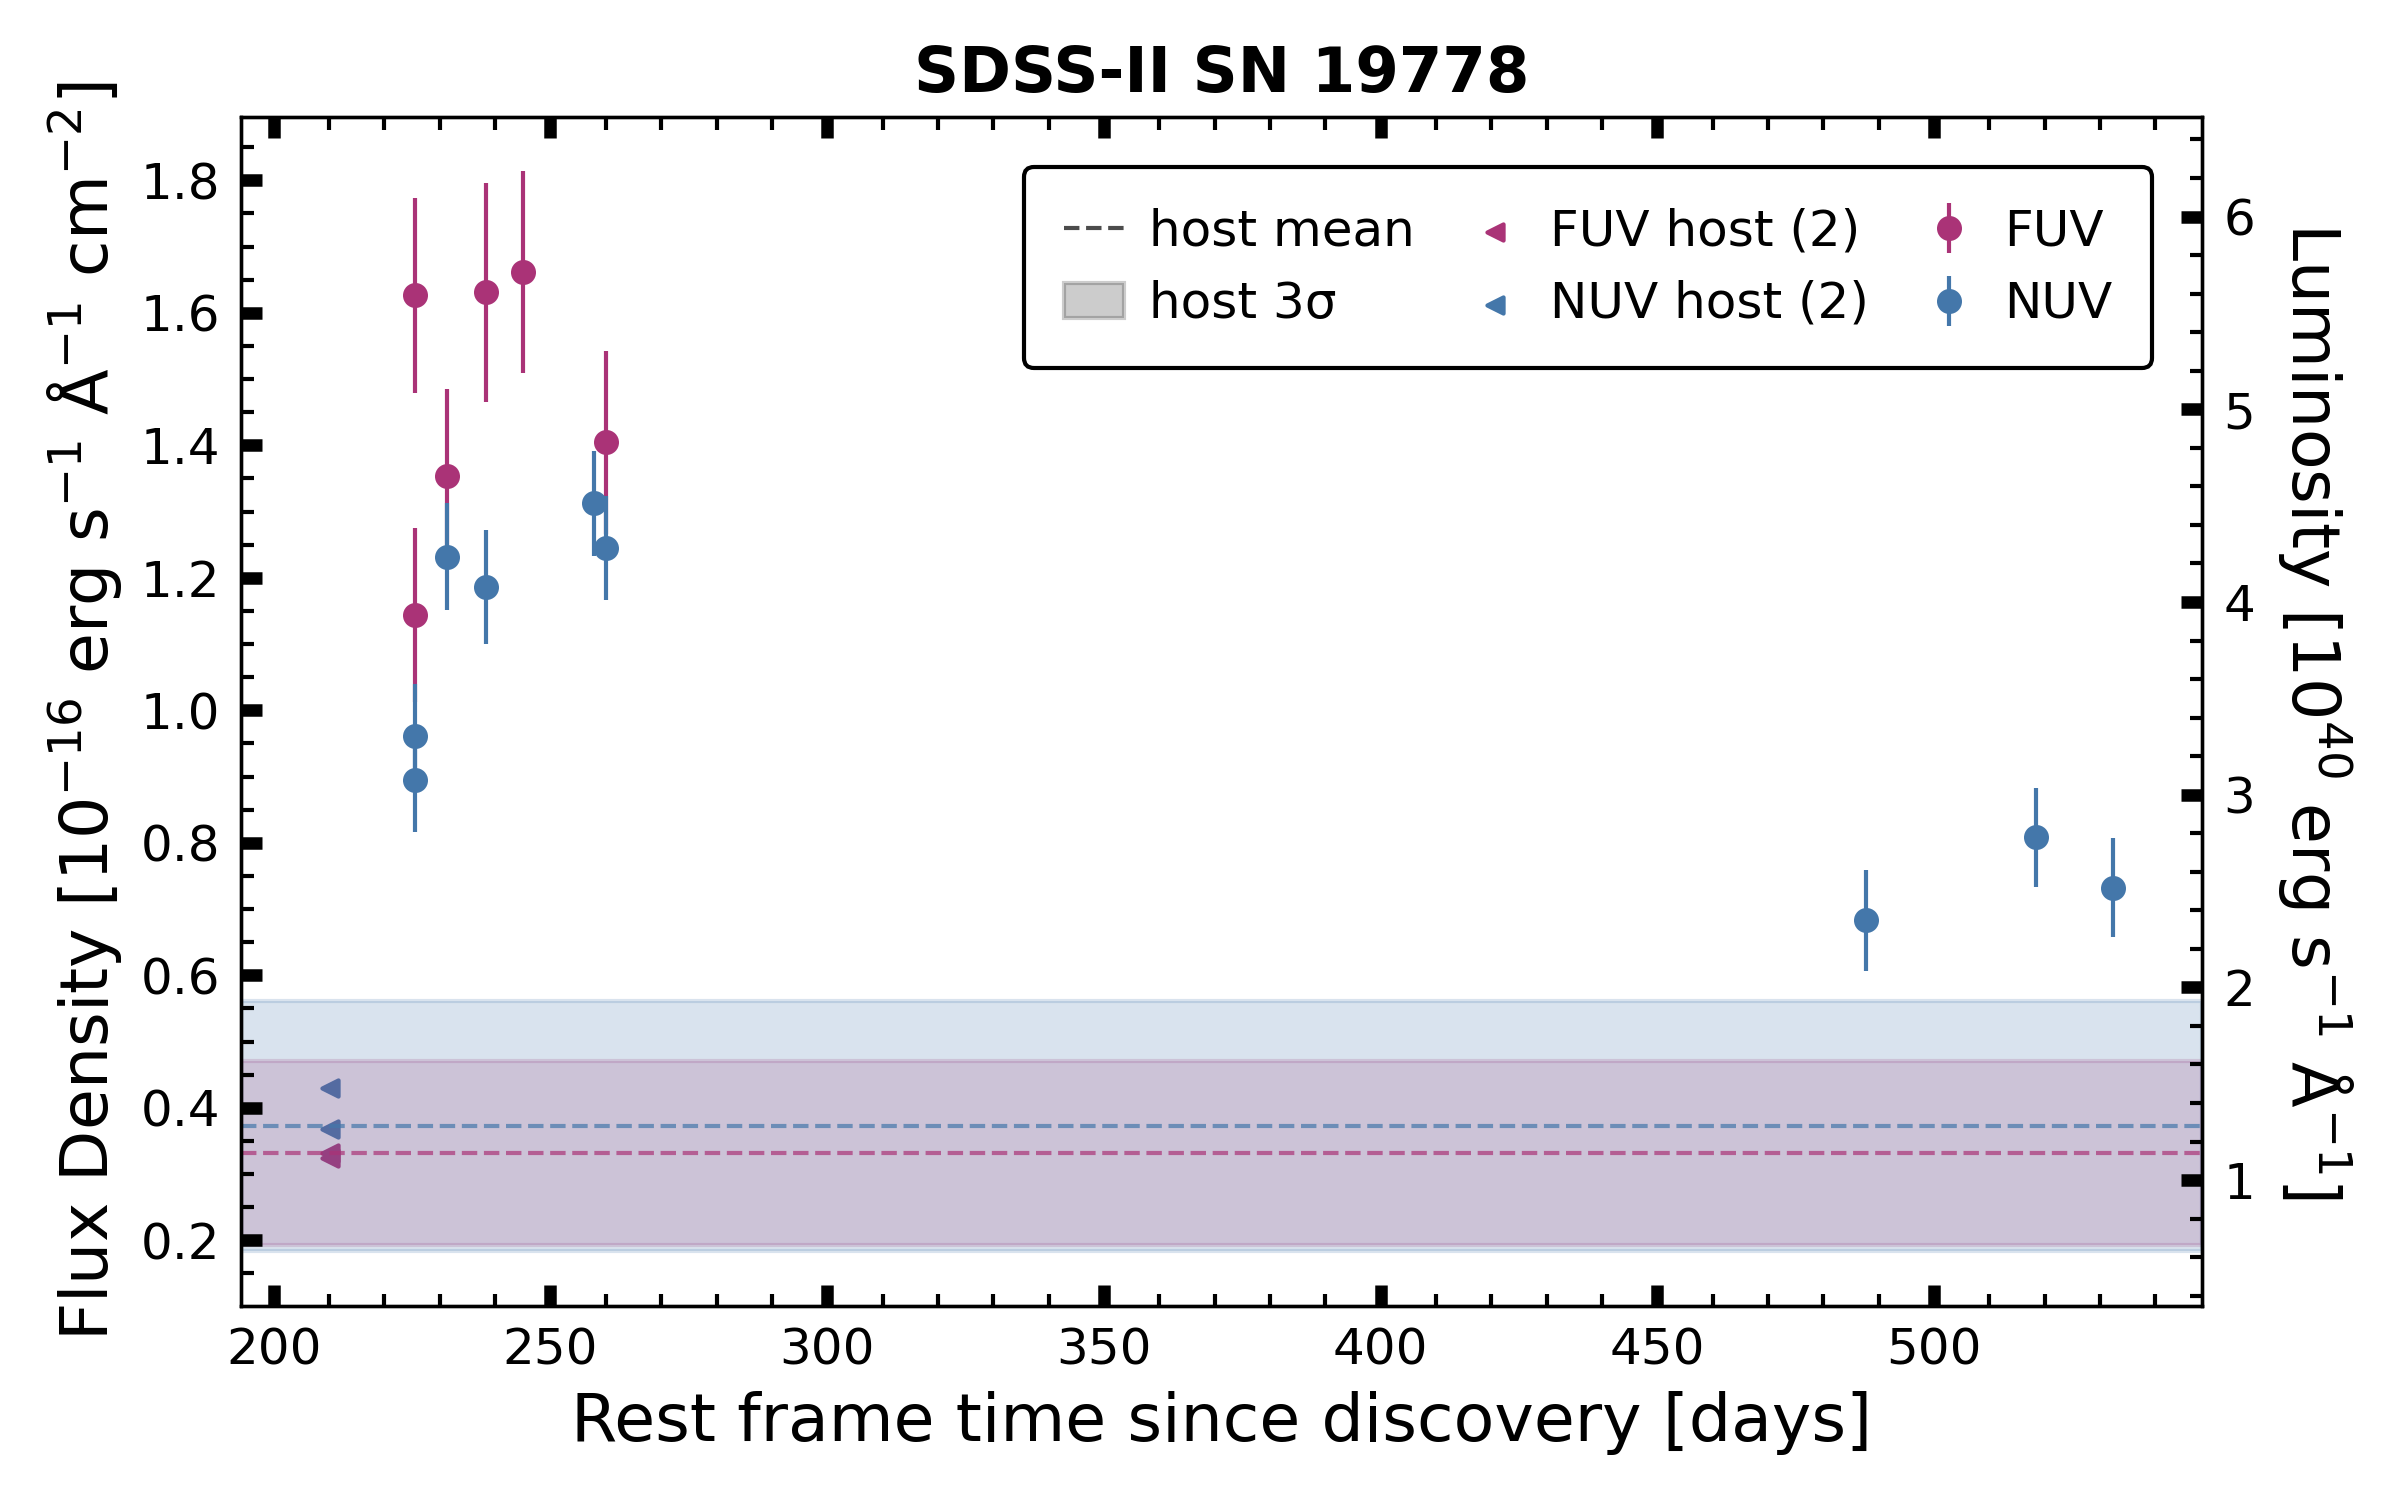 SDSS-II SN 19778
Flux Density [10⁻¹⁶ erg s⁻¹ Å⁻¹ cm⁻²]
1.8
1.6
1.4
1.2
1.0
0.8
0.6
0.4
0.2
host mean
host 3σ
FUV host (2)
NUV host (2)
FUV
NUV
6
5
4
3
2
1
Luminosity [10⁴⁰ erg s⁻¹ Å⁻¹]
200 250 300 350 400 450 500
Rest frame time since discovery [days]